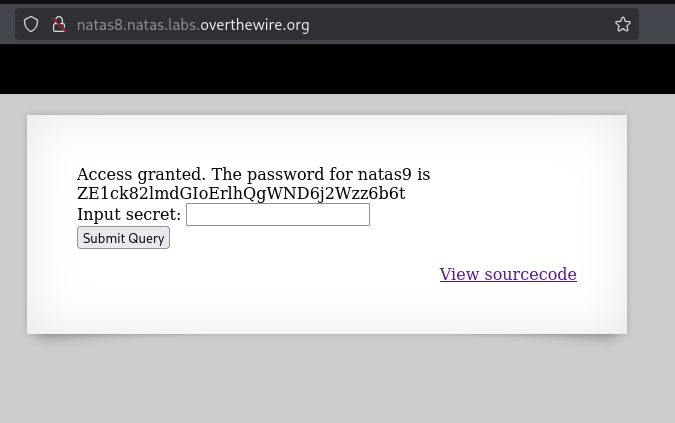 natas8.natas.labs.overthewire.org
Access granted. The password for natas9 is
ZE1ck82lmdGIoErlhQgWND6j2Wzz6b6t
Input secret:
Submit Query
View sourcecode